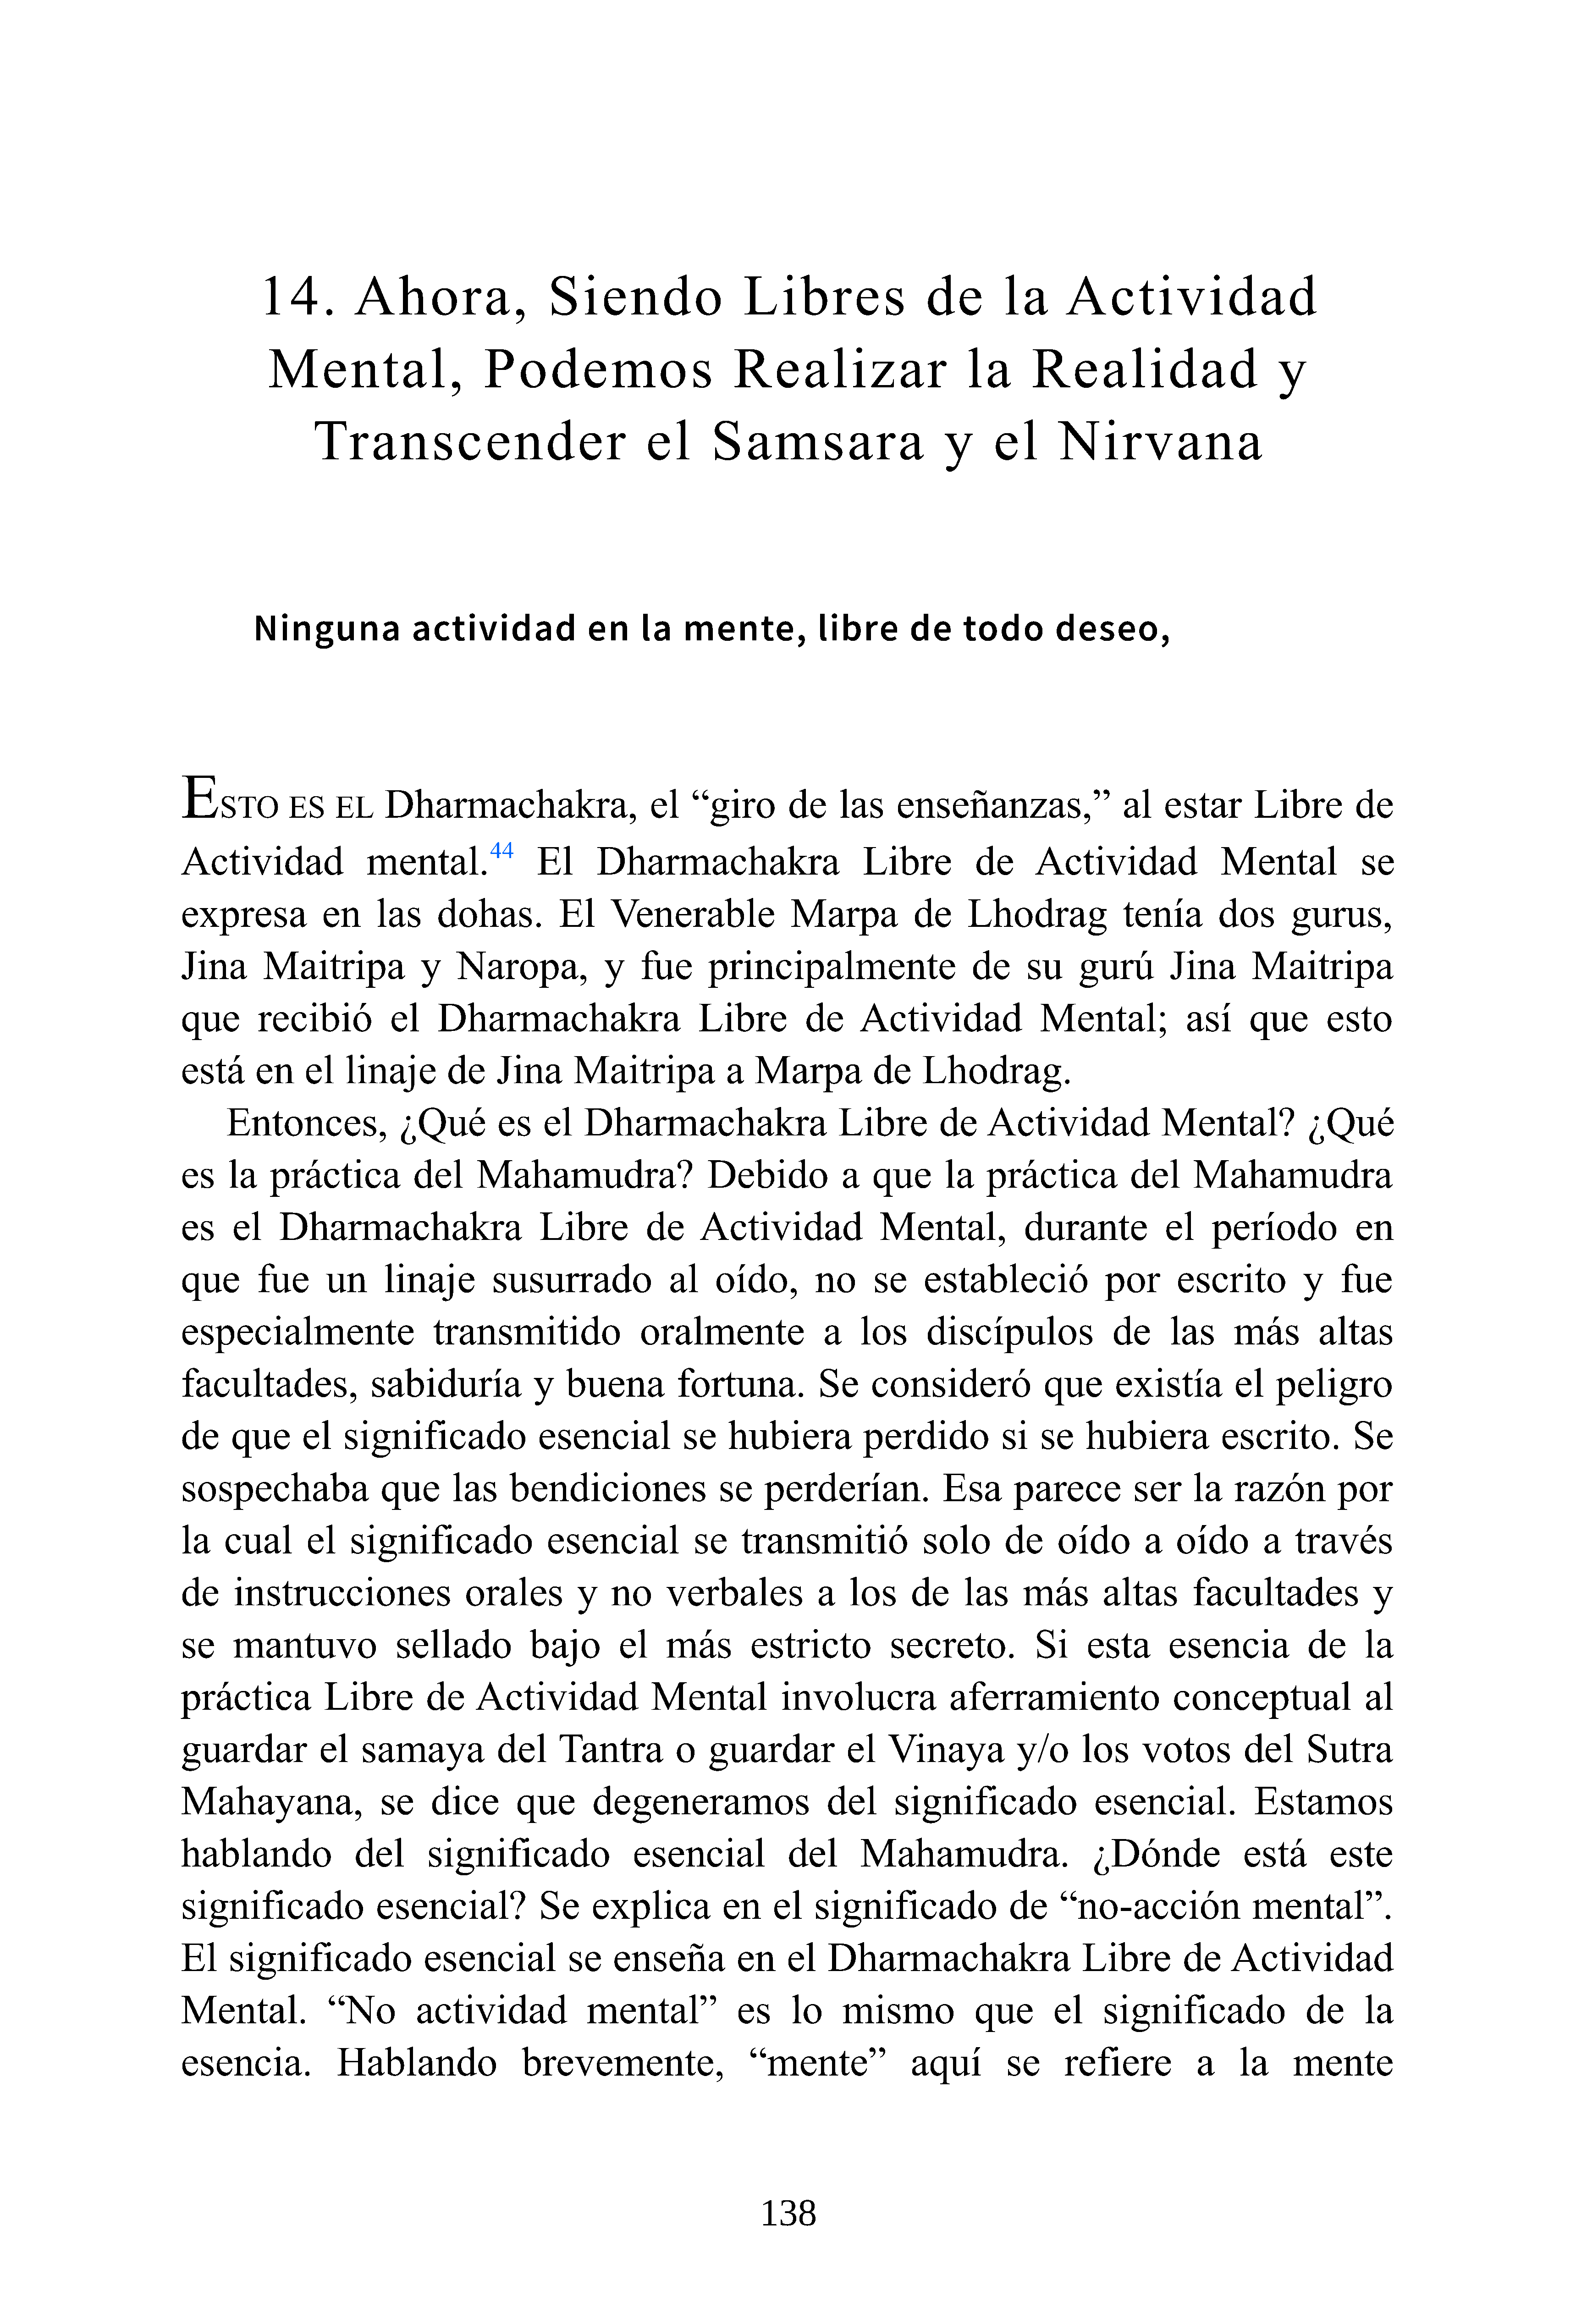 14. Ahora, Siendo Libres de la Actividad
Mental, Podemos Realizar la Realidad y
Transcender el Samsara y el Nirvana
Ninguna actividad en la mente, libre de todo deseo,
ESTO ES EL Dharmachakra, el “giro de las enseñanzas,” al estar Libre de
Actividad mental.44 El Dharmachakra Libre de Actividad Mental se
expresa en las dohas. El Venerable Marpa de Lhodrag tenía dos gurus,
Jina Maitripa y Naropa, y fue principalmente de su gurú Jina Maitripa
que recibió el Dharmachakra Libre de Actividad Mental; así que esto
está en el linaje de Jina Maitripa a Marpa de Lhodrag.
Entonces, ¿Qué es el Dharmachakra Libre de Actividad Mental? ¿Qué
es la práctica del Mahamudra? Debido a que la práctica del Mahamudra
es el Dharmachakra Libre de Actividad Mental, durante el período en
que fue un linaje susurrado al oído, no se estableció por escrito y fue
especialmente transmitido oralmente a los discípulos de las más altas
facultades, sabiduría y buena fortuna. Se consideró que existía el peligro
de que el significado esencial se hubiera perdido si se hubiera escrito. Se
sospechaba que las bendiciones se perderían. Esa parece ser la razón por
la cual el significado esencial se transmitió solo de oído a oído a través
de instrucciones orales y no verbales a los de las más altas facultades y
se mantuvo sellado bajo el más estricto secreto. Si esta esencia de la
práctica Libre de Actividad Mental involucra aferramiento conceptual al
guardar el samaya del Tantra o guardar el Vinaya y/o los votos del Sutra
Mahayana, se dice que degeneramos del significado esencial. Estamos
hablando del significado esencial del Mahamudra. ¿Dónde está este
significado esencial? Se explica en el significado de “no-acción mental”.
El significado esencial se enseña en el Dharmachakra Libre de Actividad
Mental. “No actividad mental” es lo mismo que el significado de la
esencia. Hablando brevemente, “mente” aquí se refiere a la mente
138